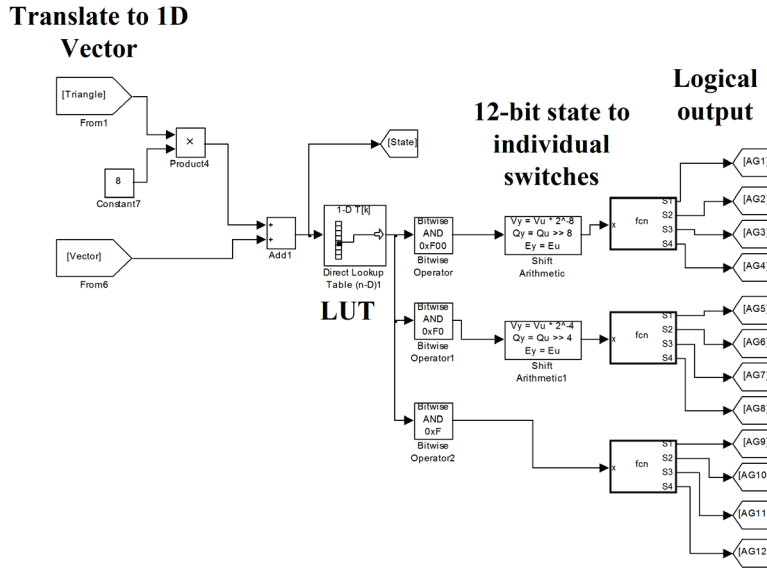 Translate to 1D
Vector
[Triangle]
From1
×
Product4
8
Constant7
[Vector]
From6
+
+
Add1
[State]
1-D T[k]
Direct Lookup
Table (n-D)1
LUT
12-bit state to
individual
switches
Logical
output
Bitwise
AND
0xF00
Bitwise
Operator
Vy = Vu * 2^-8
Qy = Qu >> 8
Ey = Eu
Shift
Arithmetic
x
fcn
S1
S2
S3
S4
[AG1]
[AG2]
[AG3]
[AG4]
Bitwise
AND
0xF0
Bitwise
Operator1
Vy = Vu * 2^-4
Qy = Qu >> 4
Ey = Eu
Shift
Arithmetic1
x
fcn
S1
S2
S3
S4
[AG5]
[AG6]
[AG7]
[AG8]
Bitwise
AND
0xF
Bitwise
Operator2
x
fcn
S1
S2
S3
S4
[AG9]
[AG10]
[AG11]
[AG12]